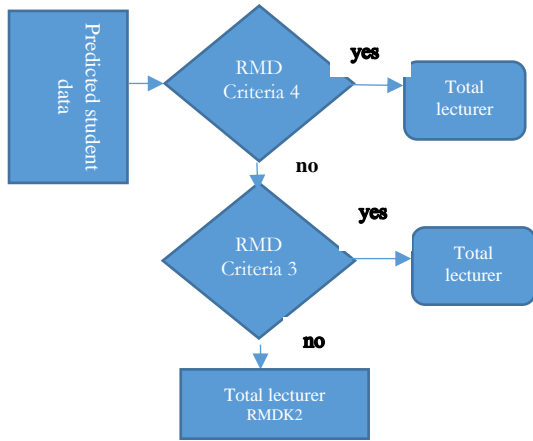 Predicted student
data
RMD
Criteria 4
yes
Total
lecturer
no
RMD
Criteria 3
yes
Total
lecturer
no
Total lecturer
RMDK2